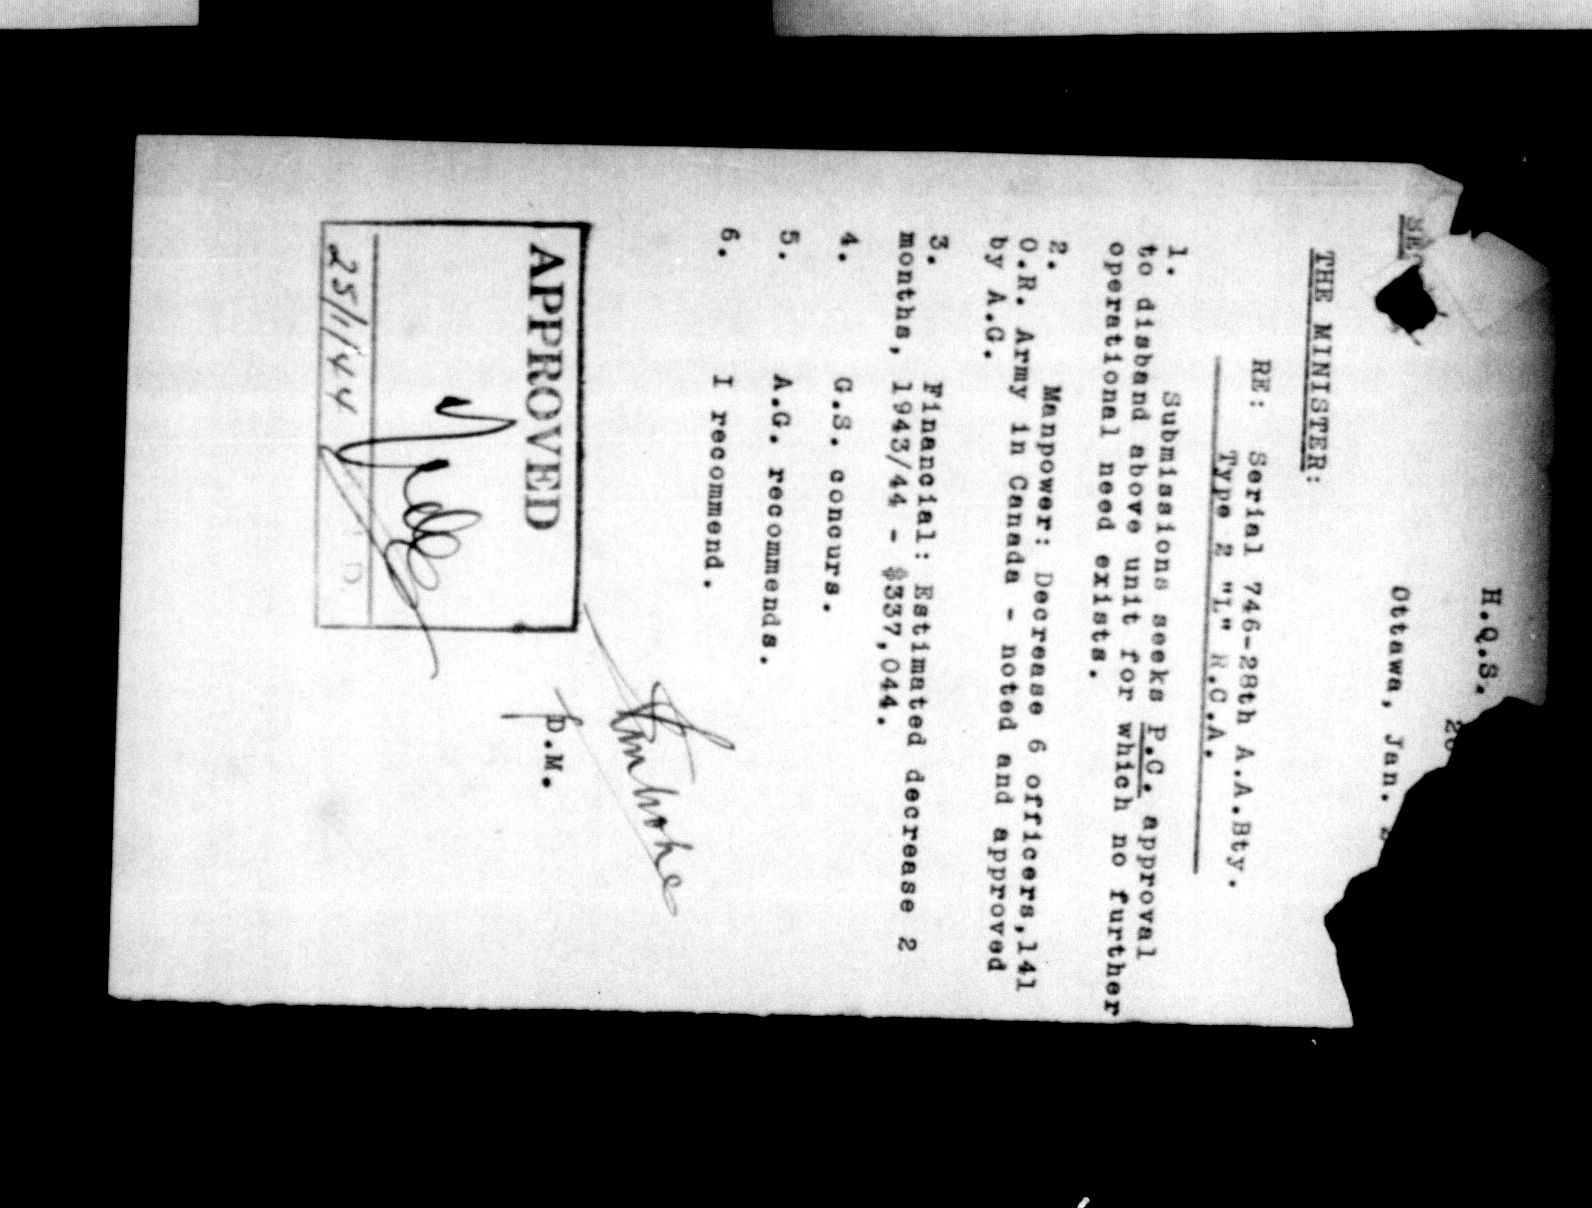 H.Q.S.
Ottawa, Jan.
THE MINISTER:
RE: Serial 746-28th A.A.Bty.
Type 2 "L" R.C.A.
1. Submissions seeks P.C. approval
to disband above unit for which no further
operational need exists.
2. Manpower: Decrease 6 officers,141
O.R. Army in Canada - noted and approved
by A.G.
3. Financial: Estimated decrease 2
months, 1943/44 - $337,044.
4. G.S. concurs.
5. A.G. recommends.
6. I recommend.
D.M.
APPROVED
25/1/44